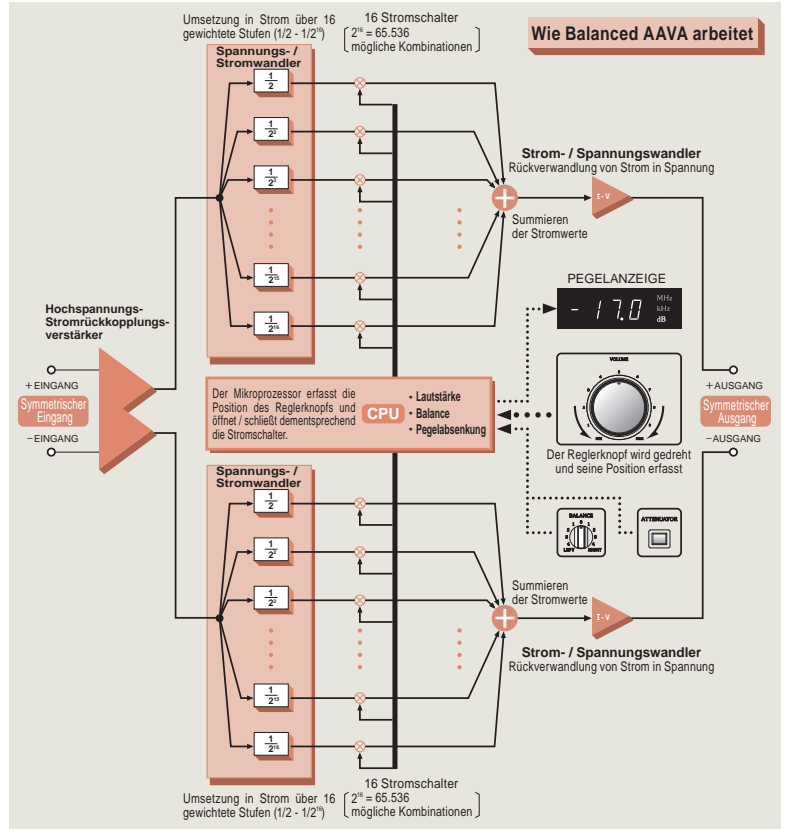 Wie Balanced AAVA arbeitet
Umsetzung in Strom über 16
gewichtete Stufen (1/2 - 1/2¹⁶)
16 Stromschalter
2¹⁶ = 65.536
mögliche Kombinationen
Spannungs- /
Stromwandler
1/2
1/2²
1/2³
1/2¹⁵
1/2¹⁶
Strom- / Spannungswandler
Rückverwandlung von Strom in Spannung
I-V
Summieren
der Stromwerte
PEGELANZEIGE
- 17.0
MHz
kHz
dB
Hochspannungs-
Stromrückkopplungs-
verstärker
+EINGANG
Symmetrischer
Eingang
−EINGANG
Der Mikroprozessor erfasst die
Position des Reglerknopfs und
öffnet / schließt dementsprechend
die Stromschalter.
CPU
• Lautstärke
• Balance
• Pegelabsenkung
VOLUME
Der Reglerknopf wird gedreht
und seine Position erfasst
+AUSGANG
Symmetrischer
Ausgang
−AUSGANG
Spannungs- /
Stromwandler
1/2
1/2²
1/2³
1/2¹⁵
1/2¹⁶
BALANCE
LEFT
RIGHT
ATTENUATOR
Summieren
der Stromwerte
I-V
Strom- / Spannungswandler
Rückverwandlung von Strom in Spannung
Umsetzung in Strom über 16
gewichtete Stufen (1/2 - 1/2¹⁶)
16 Stromschalter
2¹⁶ = 65.536
mögliche Kombinationen